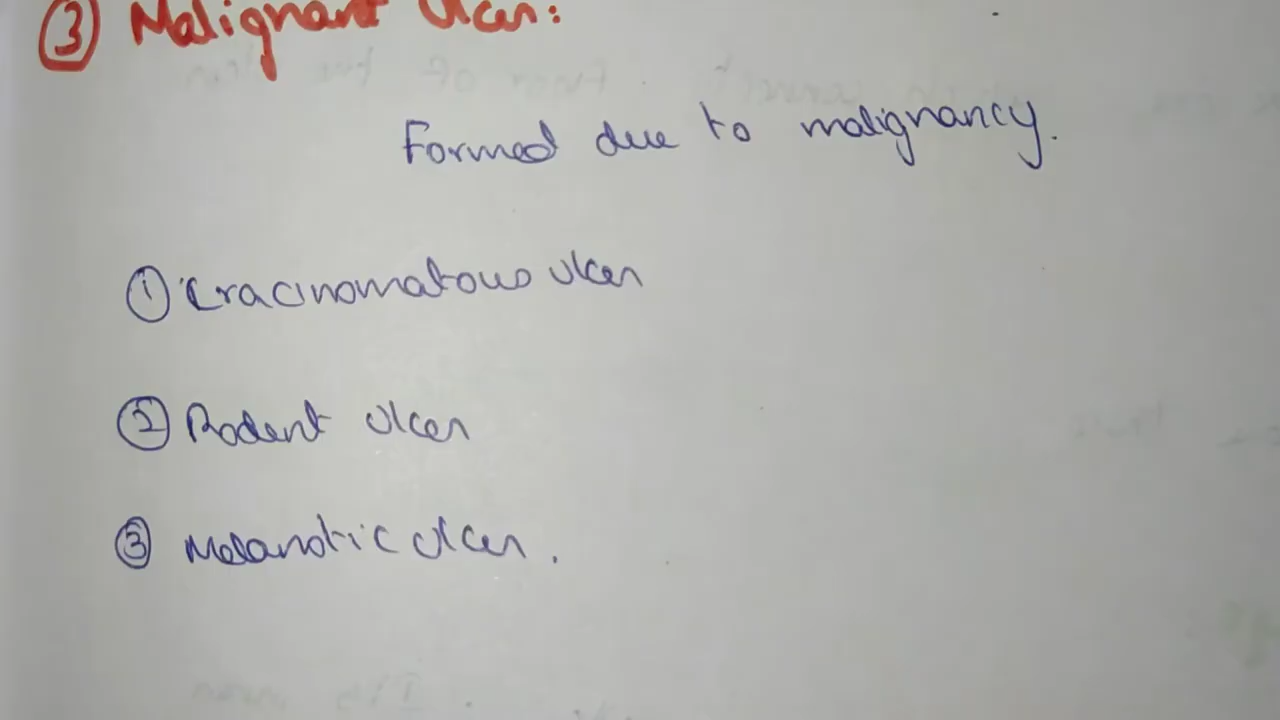 ③ Malignant Ulcer:
Formed due to malignancy.
① Cracinomatous ulcer
② Rodent ulcer
③ Melanotic ulcer.